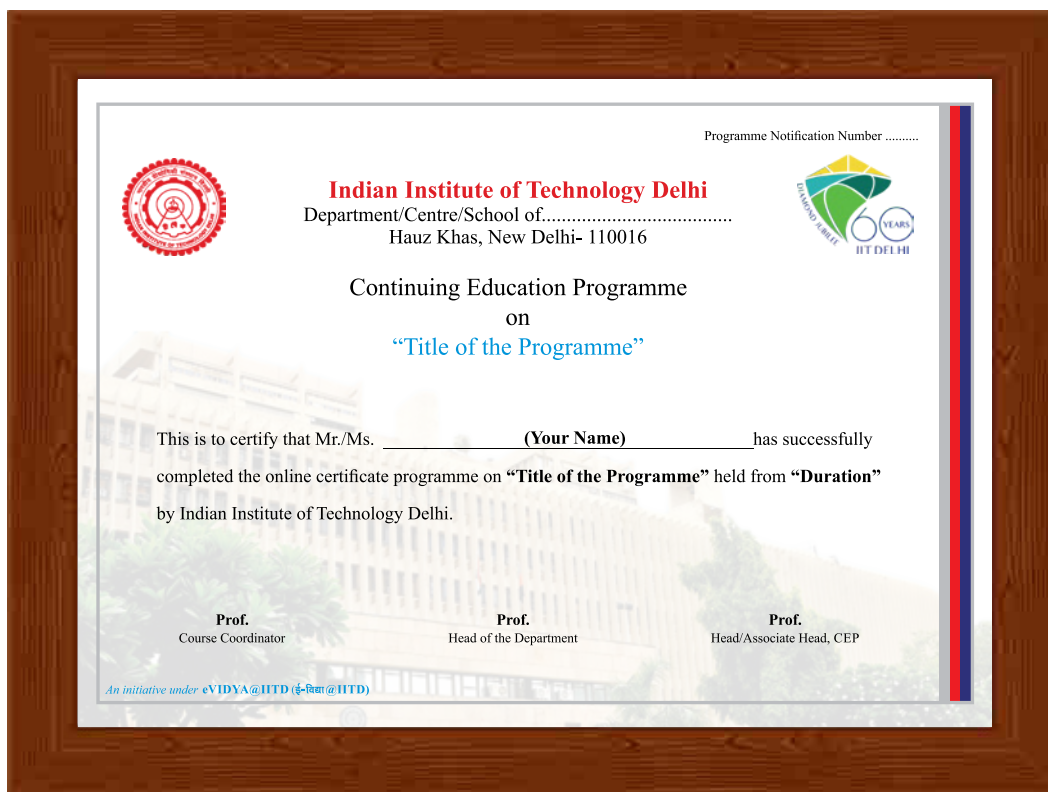 Programme Notification Number ..........
Indian Institute of Technology Delhi
Department/Centre/School of.....................................
Hauz Khas, New Delhi- 110016
DIAMOND JUBILEE
60 YEARS
IIT DELHI
Continuing Education Programme
on
“Title of the Programme”
This is to certify that Mr./Ms. (Your Name) has successfully
completed the online certificate programme on “Title of the Programme” held from “Duration”
by Indian Institute of Technology Delhi.
Prof. Prof. Prof.
Course Coordinator Head of the Department Head/Associate Head, CEP
An initiative under eVIDYA@IITD (ई-विद्या@IITD)